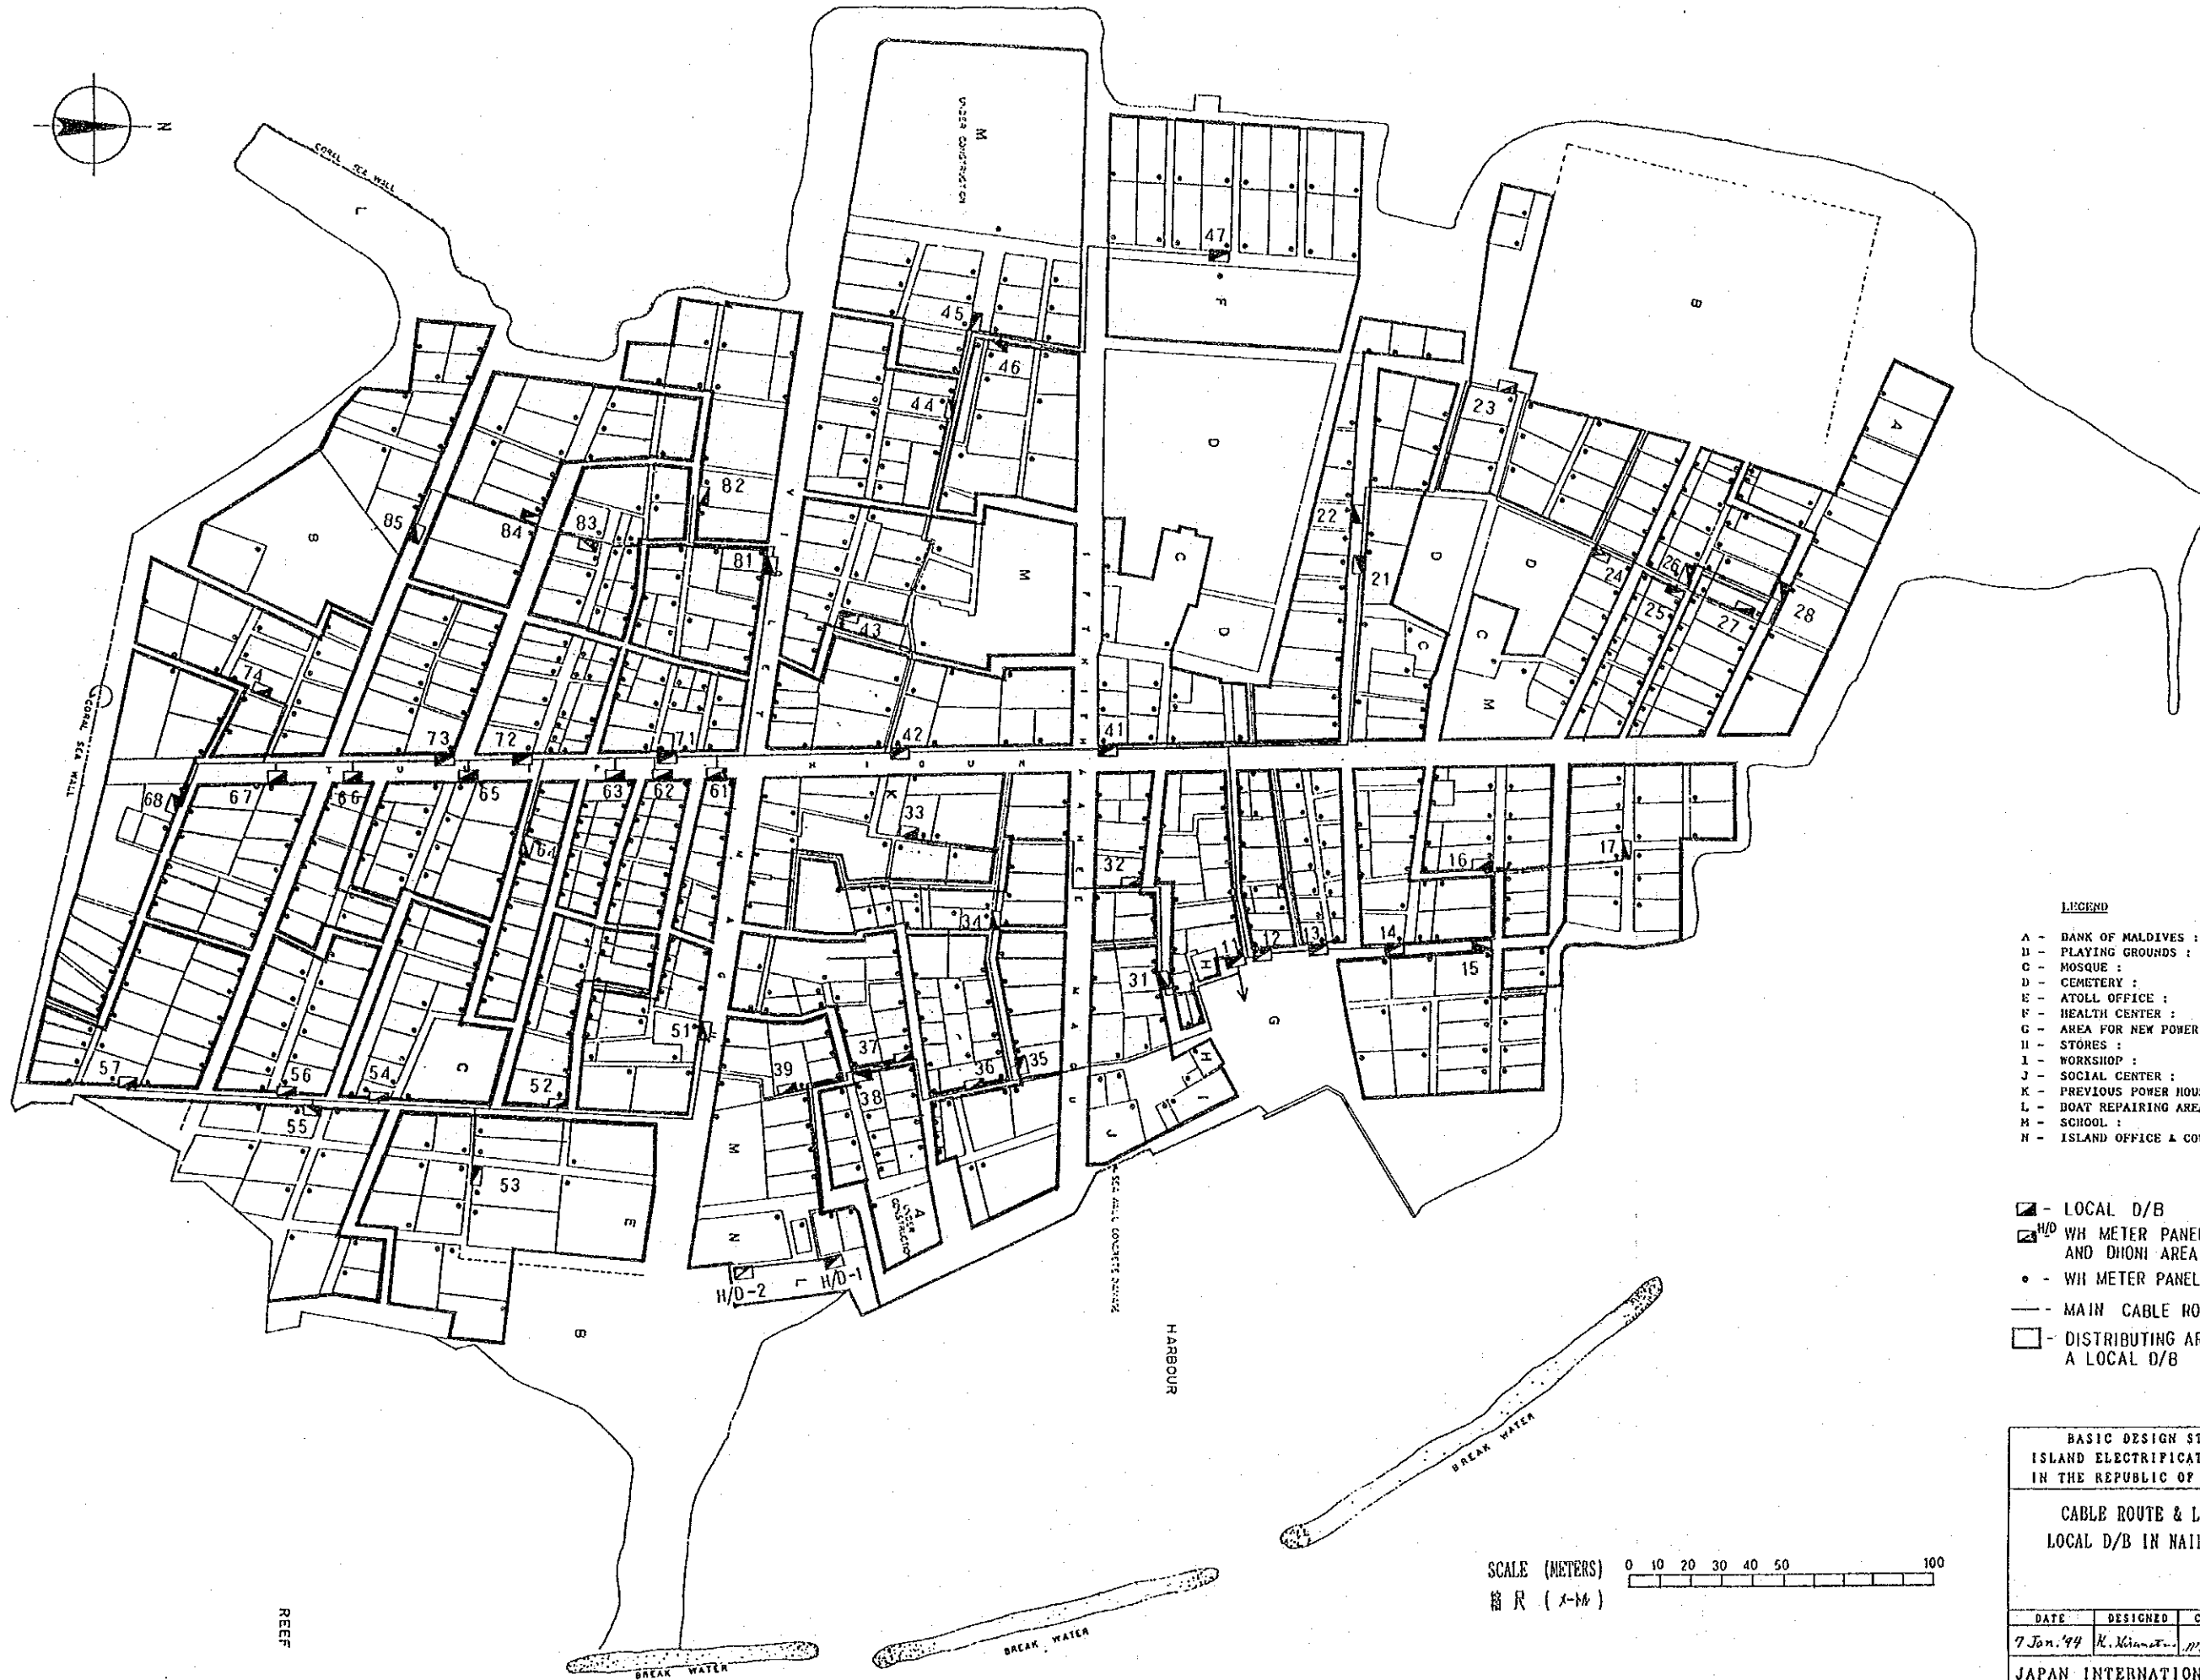 N
CORAL SEA WALL
L
M
UNDER CONSTRUCTION
47
F
B
45
46
44
23
A
D
82
22
85
84
83
B
81
C
D
D
21
M
24
26
25
27
28
43
D
C
C
M
74
CORAL SEA WALL
73
72
71
42
41
68
67
66
65
63
62
61
K
33
64
32
16
17
34
11
12
13
14
15
31
H
G
51
37
39
36
35
38
57
56
54
C
52
55
H
I
J
M
53
E
N
A
UNDER CONSTRUCTION
L
H/D-1
H/D-2
B
HARBOUR
REEF
BREAK WATER
BREAK WATER
BREAK WATER
SCALE (METERS) 0 10 20 30 40 50 100
縮尺 (メートル)
LEGEND
A - BANK OF MALDIVES :
B - PLAYING GROUNDS :
C - MOSQUE :
D - CEMETERY :
E - ATOLL OFFICE :
F - HEALTH CENTER :
G - AREA FOR NEW POWER
H - STORES :
I - WORKSHOP :
J - SOCIAL CENTER :
K - PREVIOUS POWER HOU
L - BOAT REPAIRING AREA
M - SCHOOL :
N - ISLAND OFFICE & CO
- LOCAL D/B
H/D WH METER PANEL
AND DHONI AREA
- WH METER PANEL
- MAIN CABLE RO
- DISTRIBUTING AR
A LOCAL D/B
BASIC DESIGN ST
ISLAND ELECTRIFICAT
IN THE REPUBLIC OF
CABLE ROUTE & L
LOCAL D/B IN NAI
DATE DESIGNED C
7 Jan.'94
JAPAN INTERNATION